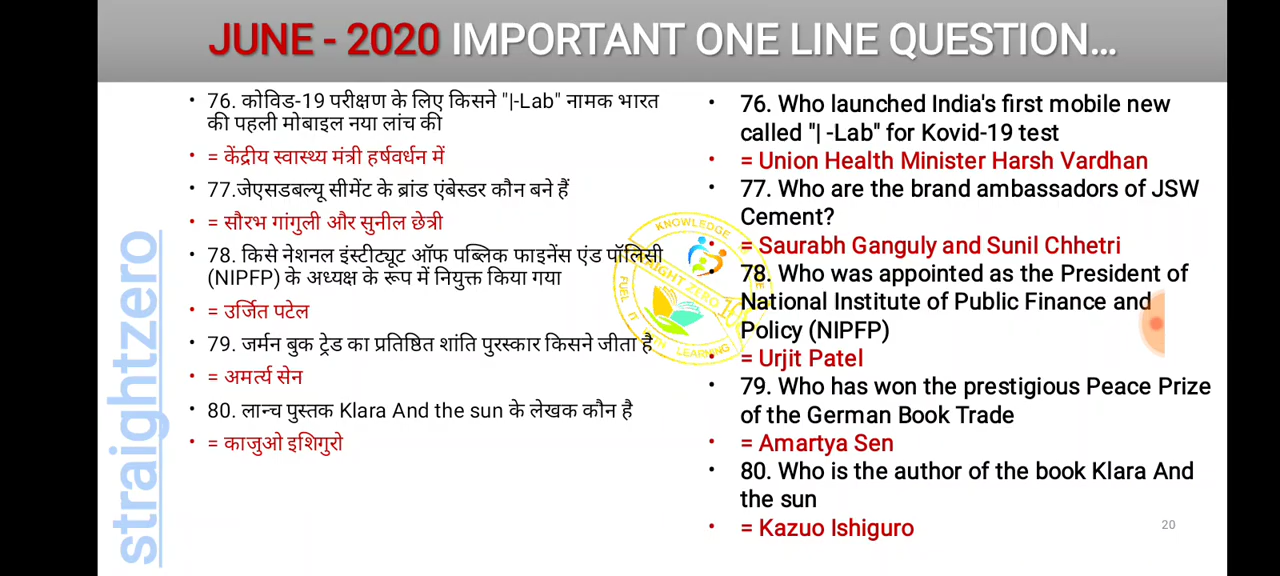 JUNE - 2020 IMPORTANT ONE LINE QUESTION...
• 76. कोविड-19 परीक्षण के लिए किसने "|-Lab" नामक भारत
की पहली मोबाइल नया लांच की
• = केंद्रीय स्वास्थ्य मंत्री हर्षवर्धन में
• 77.जेएसडबल्यू सीमेंट के ब्रांड एंबेस्डर कौन बने हैं
• = सौरभ गांगुली और सुनील छेत्री
• 78. किसे नेशनल इंस्टीट्यूट ऑफ पब्लिक फाइनेंस एंड पॉलिसी
(NIPFP) के अध्यक्ष के रूप में नियुक्त किया गया
• = उर्जित पटेल
• 79. जर्मन बुक ट्रेड का प्रतिष्ठित शांति पुरस्कार किसने जीता है
• = अमर्त्य सेन
• 80. लान्च पुस्तक Klara And the sun के लेखक कौन है
• = काजुओ इशिगुरो
• 76. Who launched India's first mobile new
called "| -Lab" for Kovid-19 test
• = Union Health Minister Harsh Vardhan
• 77. Who are the brand ambassadors of JSW
Cement?
• = Saurabh Ganguly and Sunil Chhetri
• 78. Who was appointed as the President of
National Institute of Public Finance and
Policy (NIPFP)
• = Urjit Patel
• 79. Who has won the prestigious Peace Prize
of the German Book Trade
• = Amartya Sen
• 80. Who is the author of the book Klara And
the sun
• = Kazuo Ishiguro
straightzero
KNOWLEDGE
FUEL U
LEARNING
20